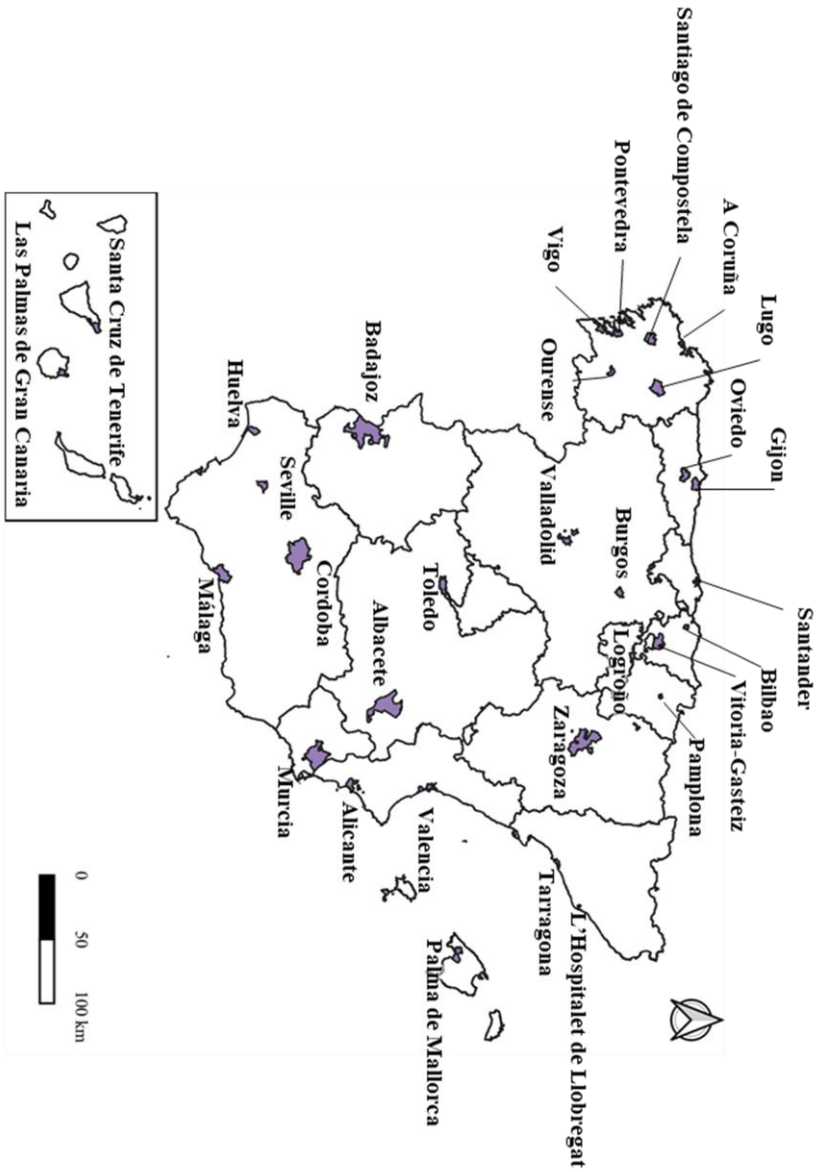 Santiago de Compostela
A Coruña
Lugo
Oviedo
Gijon
Santander
Bilbao
Vitoria-Gasteiz
Pamplona
Pontevedra
Vigo
Ourense
Burgos
Logroño
Valladolid
Zaragoza
L'Hospitalet de Llobregat
Tarragona
Toledo
Valencia
Palma de Mallorca
Badajoz
Albacete
Alicante
Cordoba
Murcia
Seville
Huelva
Málaga
Santa Cruz de Tenerife
Las Palmas de Gran Canaria
0 50 100 km